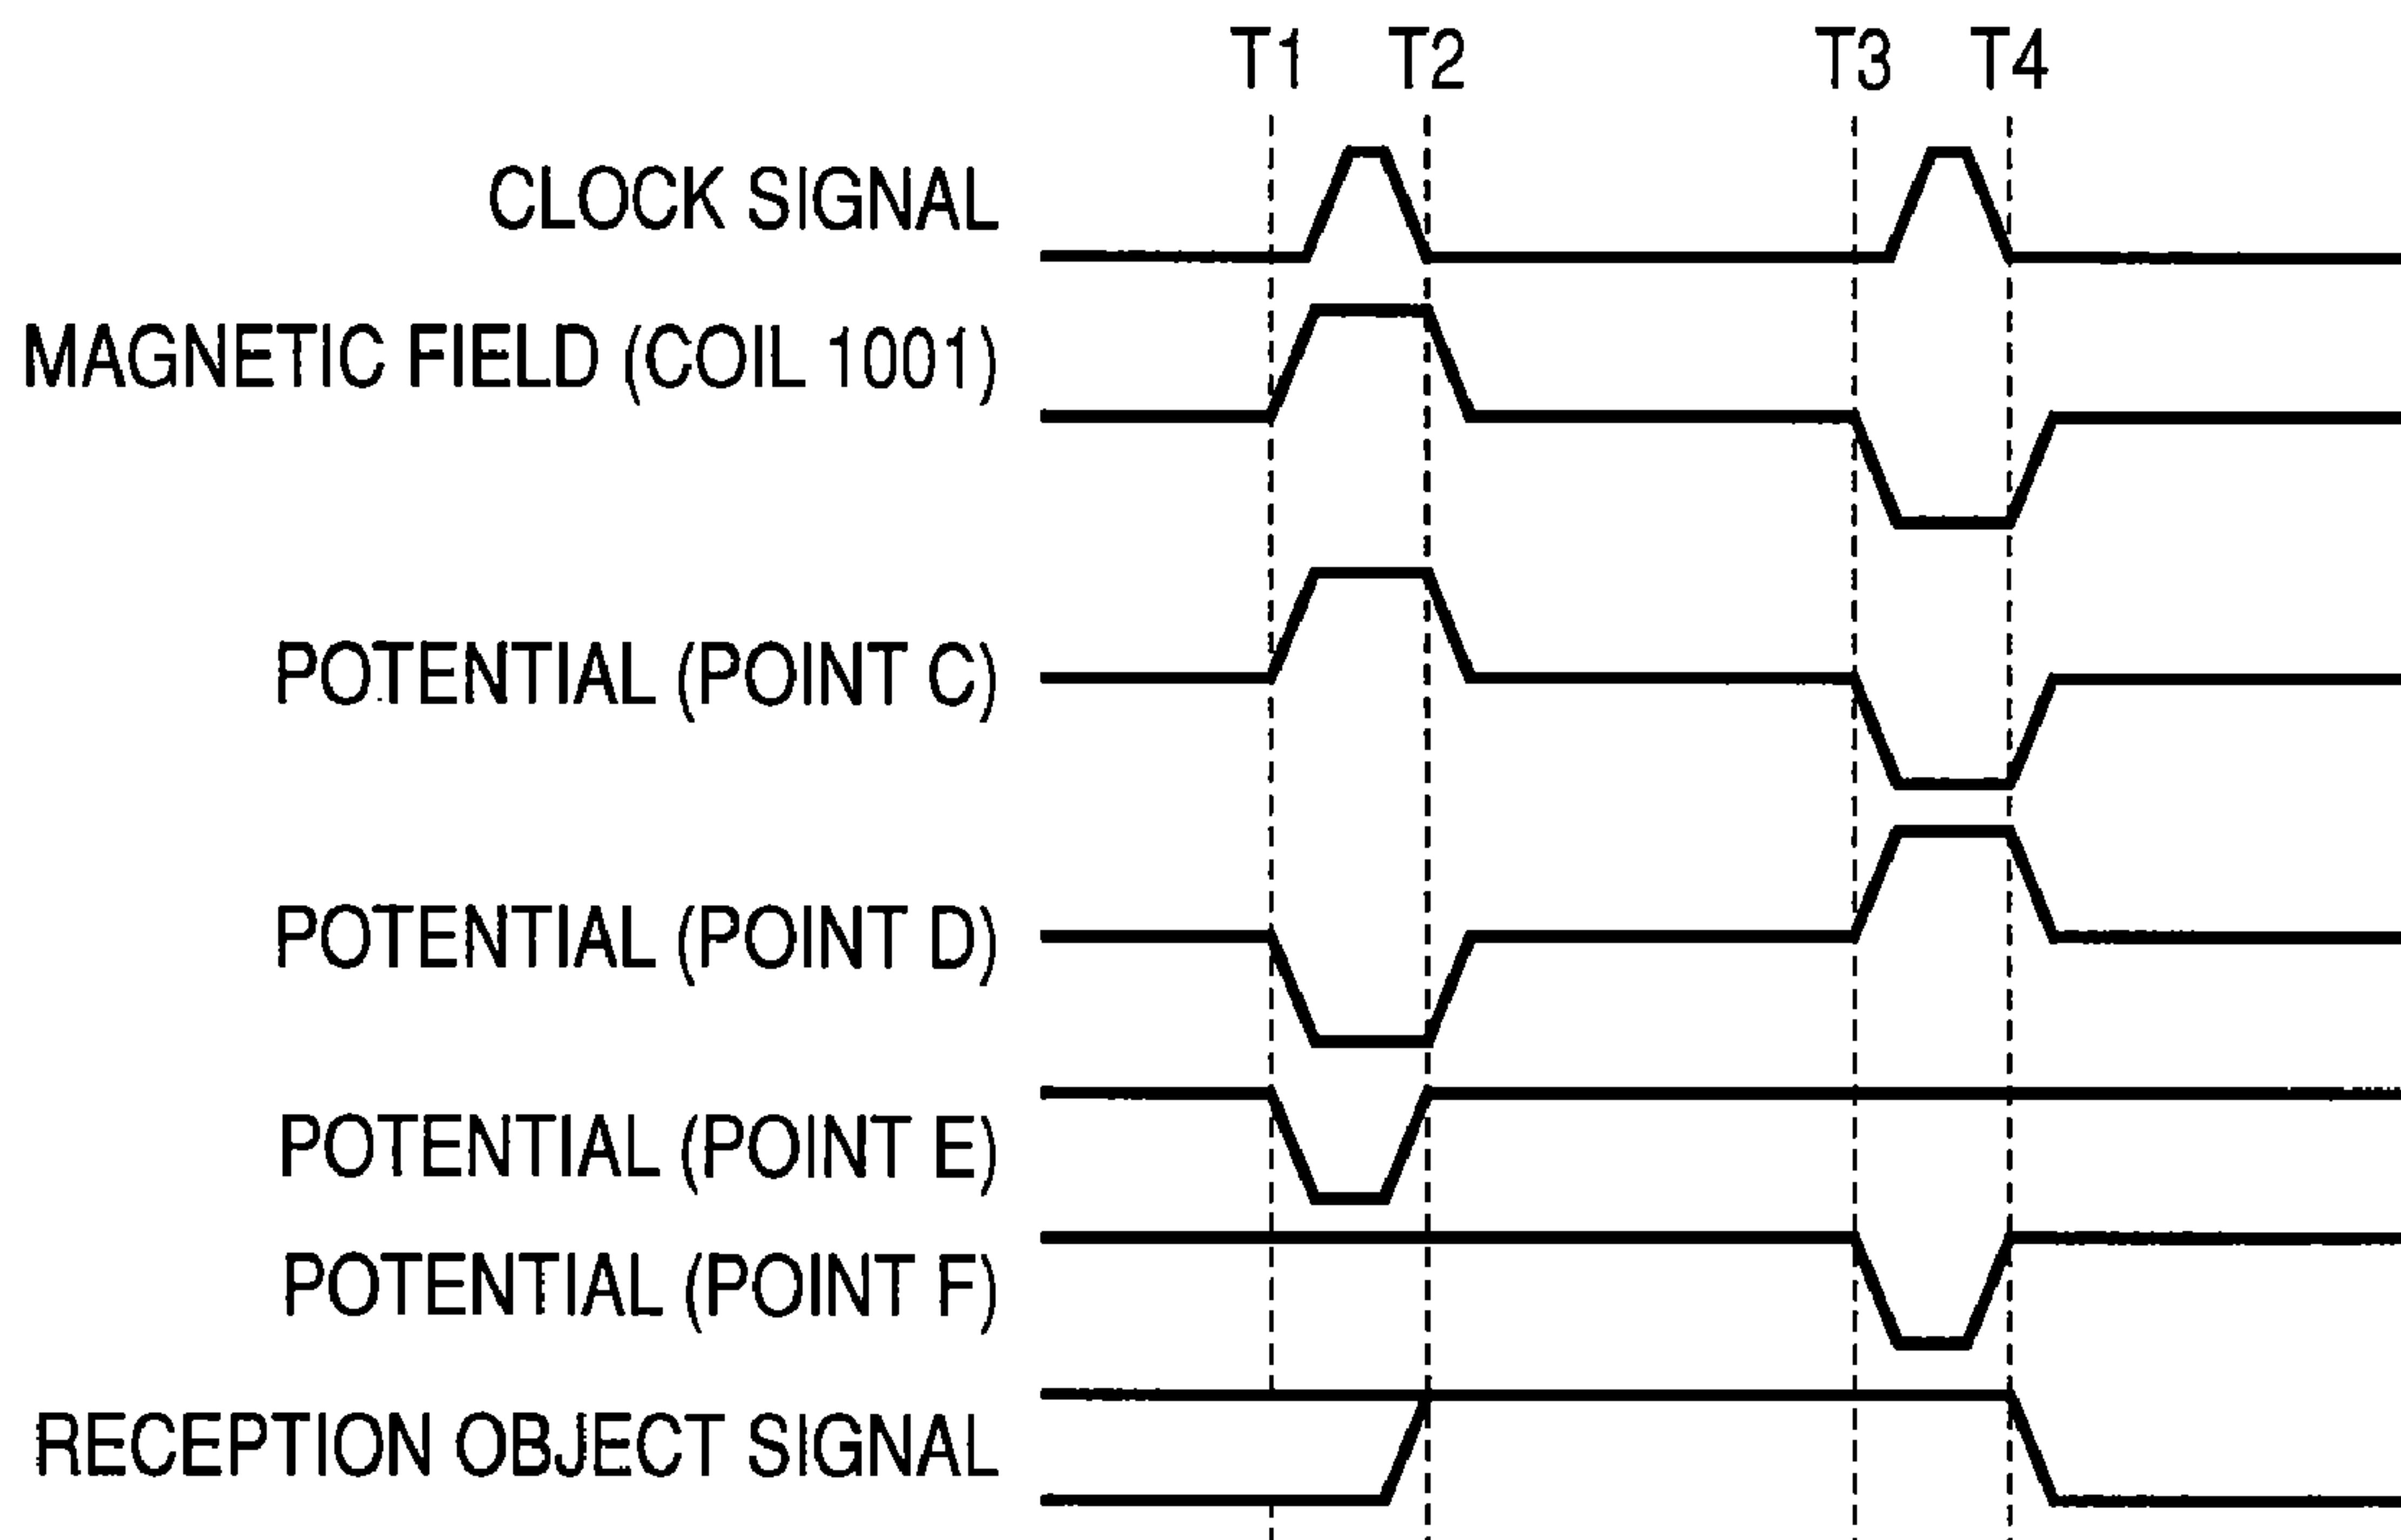 T1 T2 T3 T4
CLOCK SIGNAL
MAGNETIC FIELD (COIL 1001)
POTENTIAL (POINT C)
POTENTIAL (POINT D)
POTENTIAL (POINT E)
POTENTIAL (POINT F)
RECEPTION OBJECT SIGNAL